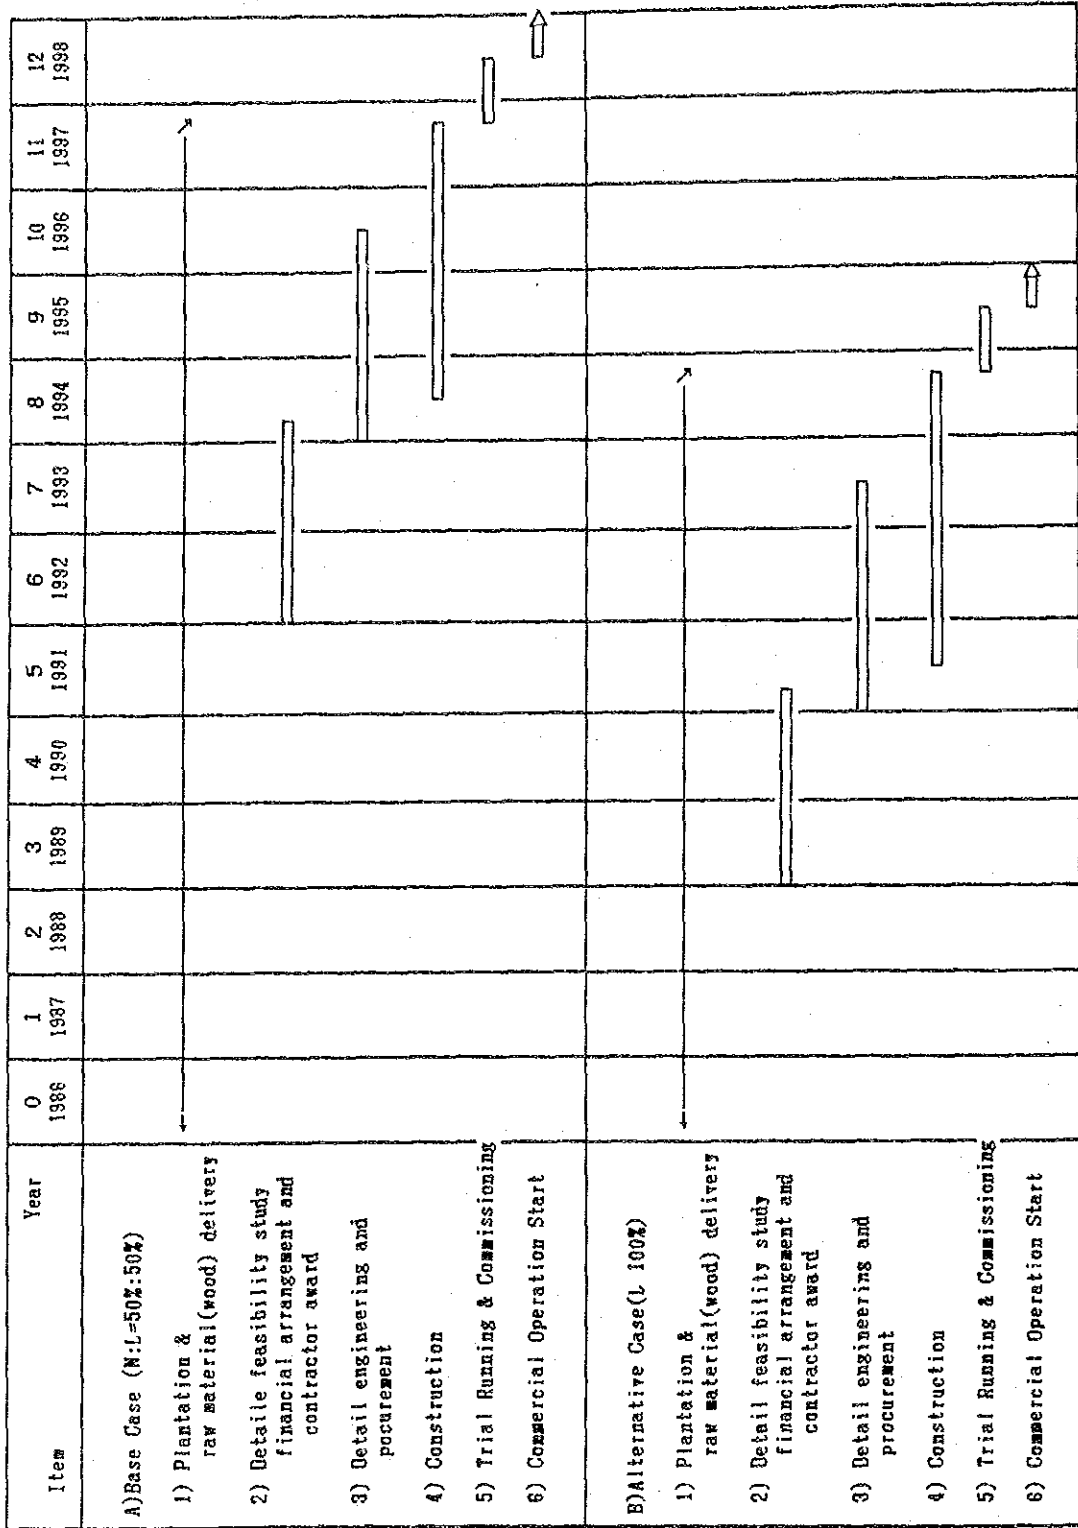 Item Year 0 1 2 3 4 5 6 7 8 9 10 11 12
1986 1987 1988 1989 1990 1991 1992 1993 1994 1995 1996 1997 1998
A)Base Case (N:L=50%:50%)
1) Plantation &
raw material(wood) delivery
2) Detaile feasibility study
financial arrangement and
contractor award
3) Detail engineering and
pocurement
4) Construction
5) Trial Running & Commissioning
6) Commercial Operation Start
B)Alternative Case(L 100%)
1) Plantation &
raw material(wood) delivery
2) Detail feasibility study
financial arrangement and
contractor award
3) Detail engineering and
procurement
4) Construction
5) Trial Running & Commissioning
6) Commercial Operation Start